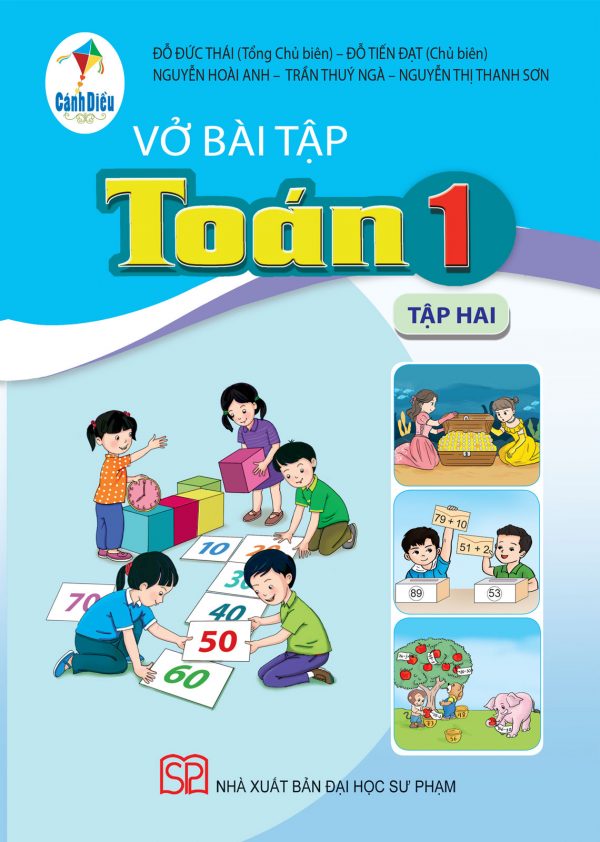 Cánh Diều
ĐỖ ĐỨC THÁI (Tổng Chủ biên) – ĐỖ TIẾN ĐẠT (Chủ biên)
NGUYỄN HOÀI ANH – TRẦN THUÝ NGÀ – NGUYỄN THỊ THANH SƠN
VỞ BÀI TẬP
Toán 1
TẬP HAI
10
30
40
50
60
70
79 + 10
51 + 2
89
53
SP
NHÀ XUẤT BẢN ĐẠI HỌC SƯ PHẠM